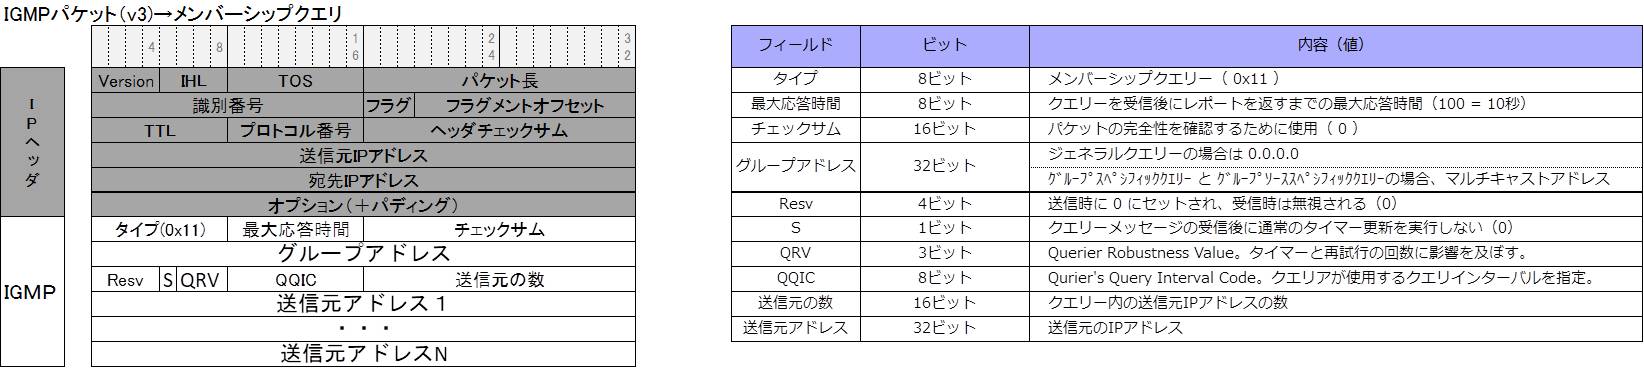 IGMPパケット（v3）→メンバーシップクエリ
4 8 16 24 32
IPヘッダ
Version IHL TOS パケット長
識別番号 フラグ フラグメントオフセット
TTL プロトコル番号 ヘッダチェックサム
送信元IPアドレス
宛先IPアドレス
オプション（＋パディング）
IGMP
タイプ(0x11) 最大応答時間 チェックサム
グループアドレス
Resv S QRV QQIC 送信元の数
送信元アドレス１
・・・
送信元アドレスN
フィールド ビット 内容（値）
タイプ 8ビット メンバーシップクエリー（ 0x11 ）
最大応答時間 8ビット クエリーを受信後にレポートを返すまでの最大応答時間（100 = 10秒）
チェックサム 16ビット パケットの完全性を確認するために使用（ 0 ）
グループアドレス 32ビット ジェネラルクエリーの場合は 0.0.0.0
ｸﾞﾙｰﾌﾟｽﾍﾟｼﾌｨｯｸｸｴﾘｰ と ｸﾞﾙｰﾌﾟｿｰｽｽﾍﾟｼﾌｨｯｸｸｴﾘｰの場合、マルチキャストアドレス
Resv 4ビット 送信時に 0 にセットされ、受信時は無視される（0）
S 1ビット クエリーメッセージの受信後に通常のタイマー更新を実行しない（0）
QRV 3ビット Querier Robustness Value。タイマーと再試行の回数に影響を及ぼす。
QQIC 8ビット Qurier's Query Interval Code。クエリアが使用するクエリインターバルを指定。
送信元の数 16ビット クエリー内の送信元IPアドレスの数
送信元アドレス 32ビット 送信元のIPアドレス